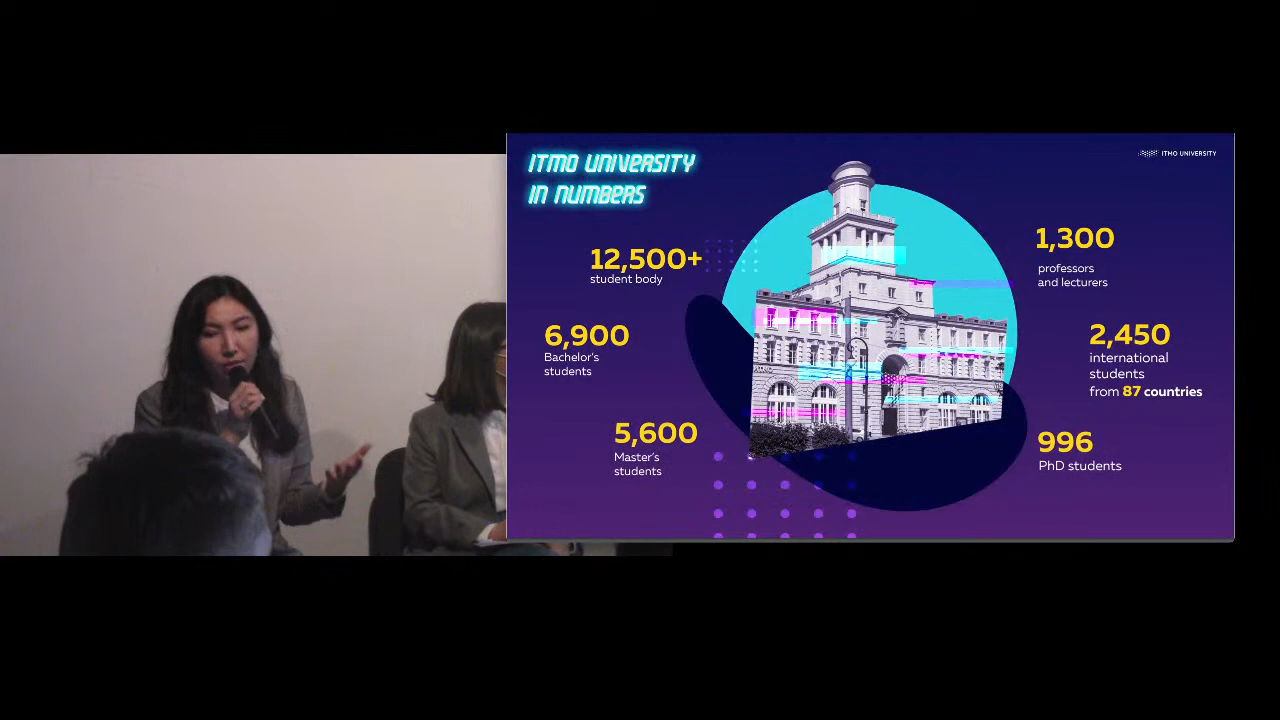 ITMO UNIVERSITY
IN NUMBERS
ITMO UNIVERSITY
12,500+
student body
6,900
Bachelor's
students
5,600
Master's
students
1,300
professors
and lecturers
2,450
international
students
from 87 countries
996
PhD students